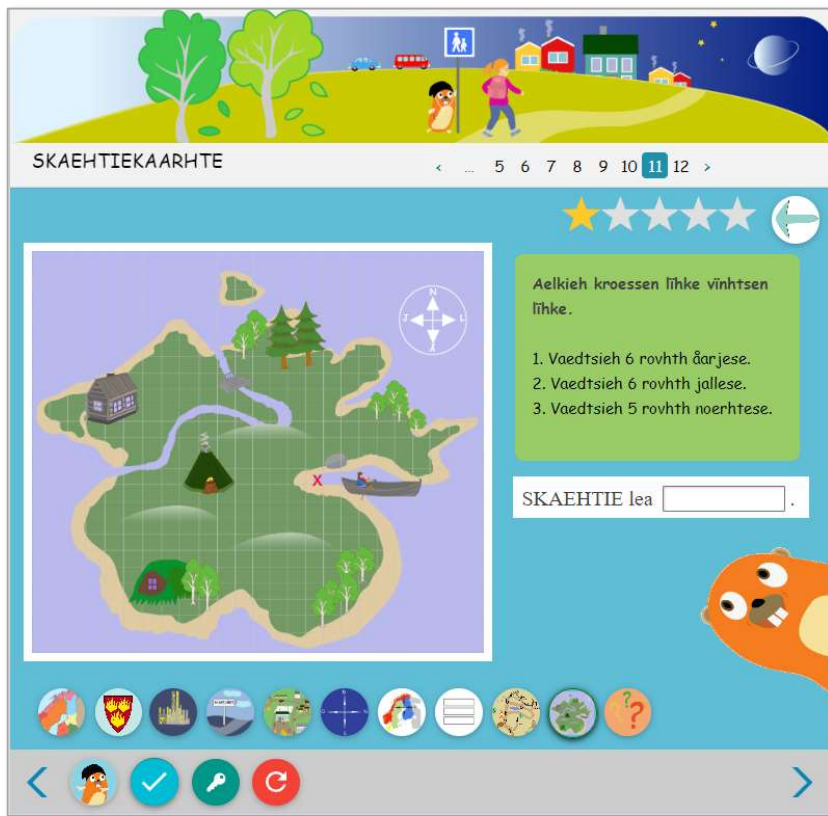 SKAEHTIEKAARHTE
‹ ... 5 6 7 8 9 10 11 12 ›
N
J L
Å
Aelkieh kroessen lïhke vïnhtsen
lïhke.
1. Vaedtsieh 6 rovhth åarjese.
2. Vaedtsieh 6 rovhth jallese.
3. Vaedtsieh 5 rovhth noerhtese.
X
SKAEHTIE lea .
? ? ?